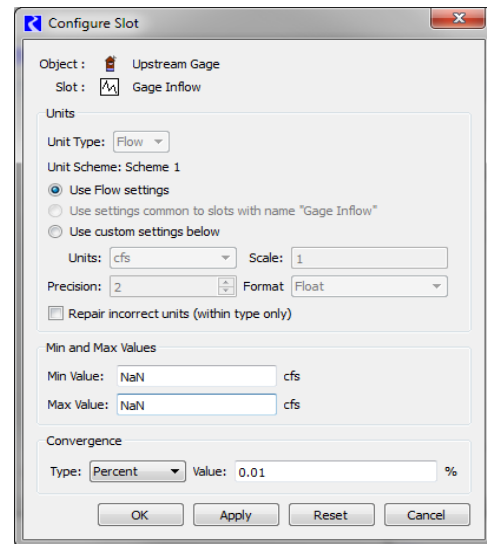 Configure Slot
Object : Upstream Gage
Slot : Gage Inflow
Units
Unit Type: Flow
Unit Scheme: Scheme 1
Use Flow settings
Use settings common to slots with name "Gage Inflow"
Use custom settings below
Units: cfs Scale: 1
Precision: 2 Format Float
Repair incorrect units (within type only)
Min and Max Values
Min Value: NaN cfs
Max Value: NaN cfs
Convergence
Type: Percent Value: 0.01 %
OK Apply Reset Cancel